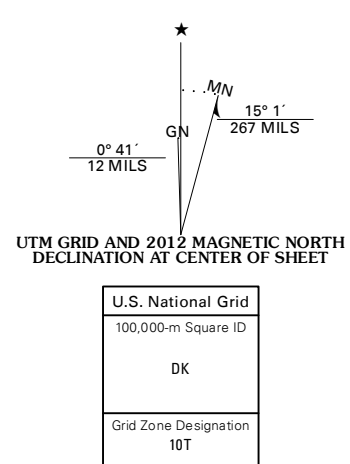 ★
MN
GN
0° 41´
12 MILS
15° 1´
267 MILS
UTM GRID AND 2012 MAGNETIC NORTH
DECLINATION AT CENTER OF SHEET
U.S. National Grid
100,000-m Square ID
DK
Grid Zone Designation
10T